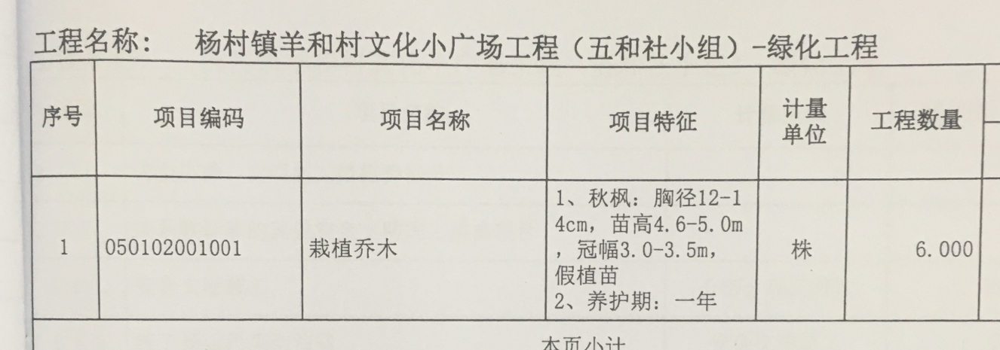 工程名称： 杨村镇羊和村文化小广场工程（五和社小组）-绿化工程
序号 项目编码 项目名称 项目特征 计量单位 工程数量
1 050102001001 栽植乔木 株 6.000
1、秋枫：胸径12-1
4cm，苗高4.6-5.0m
，冠幅3.0-3.5m，
假植苗
2、养护期：一年
本页小计